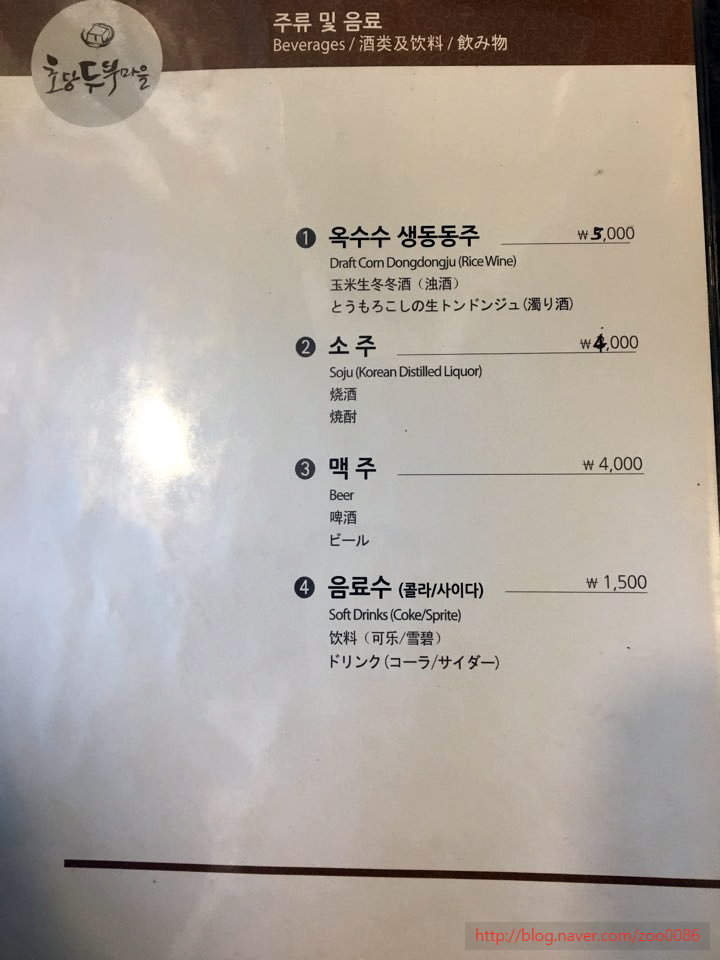 초당두부마을
주류 및 음료
Beverages / 酒类及饮料 / 飲み物
1 옥수수 생동동주 ₩5,000
Draft Corn Dongdongju (Rice Wine)
玉米生冬冬酒（浊酒）
とうもろこしの生トンドンジュ(濁り酒)
2 소 주 ₩4,000
Soju (Korean Distilled Liquor)
烧酒
焼酎
3 맥 주 ₩ 4,000
Beer
啤酒
ビール
4 음료수 (콜라/사이다) ₩ 1,500
Soft Drinks (Coke/Sprite)
饮料（可乐/雪碧）
ドリンク(コーラ/サイダー)
http://blog.naver.com/zoo0086